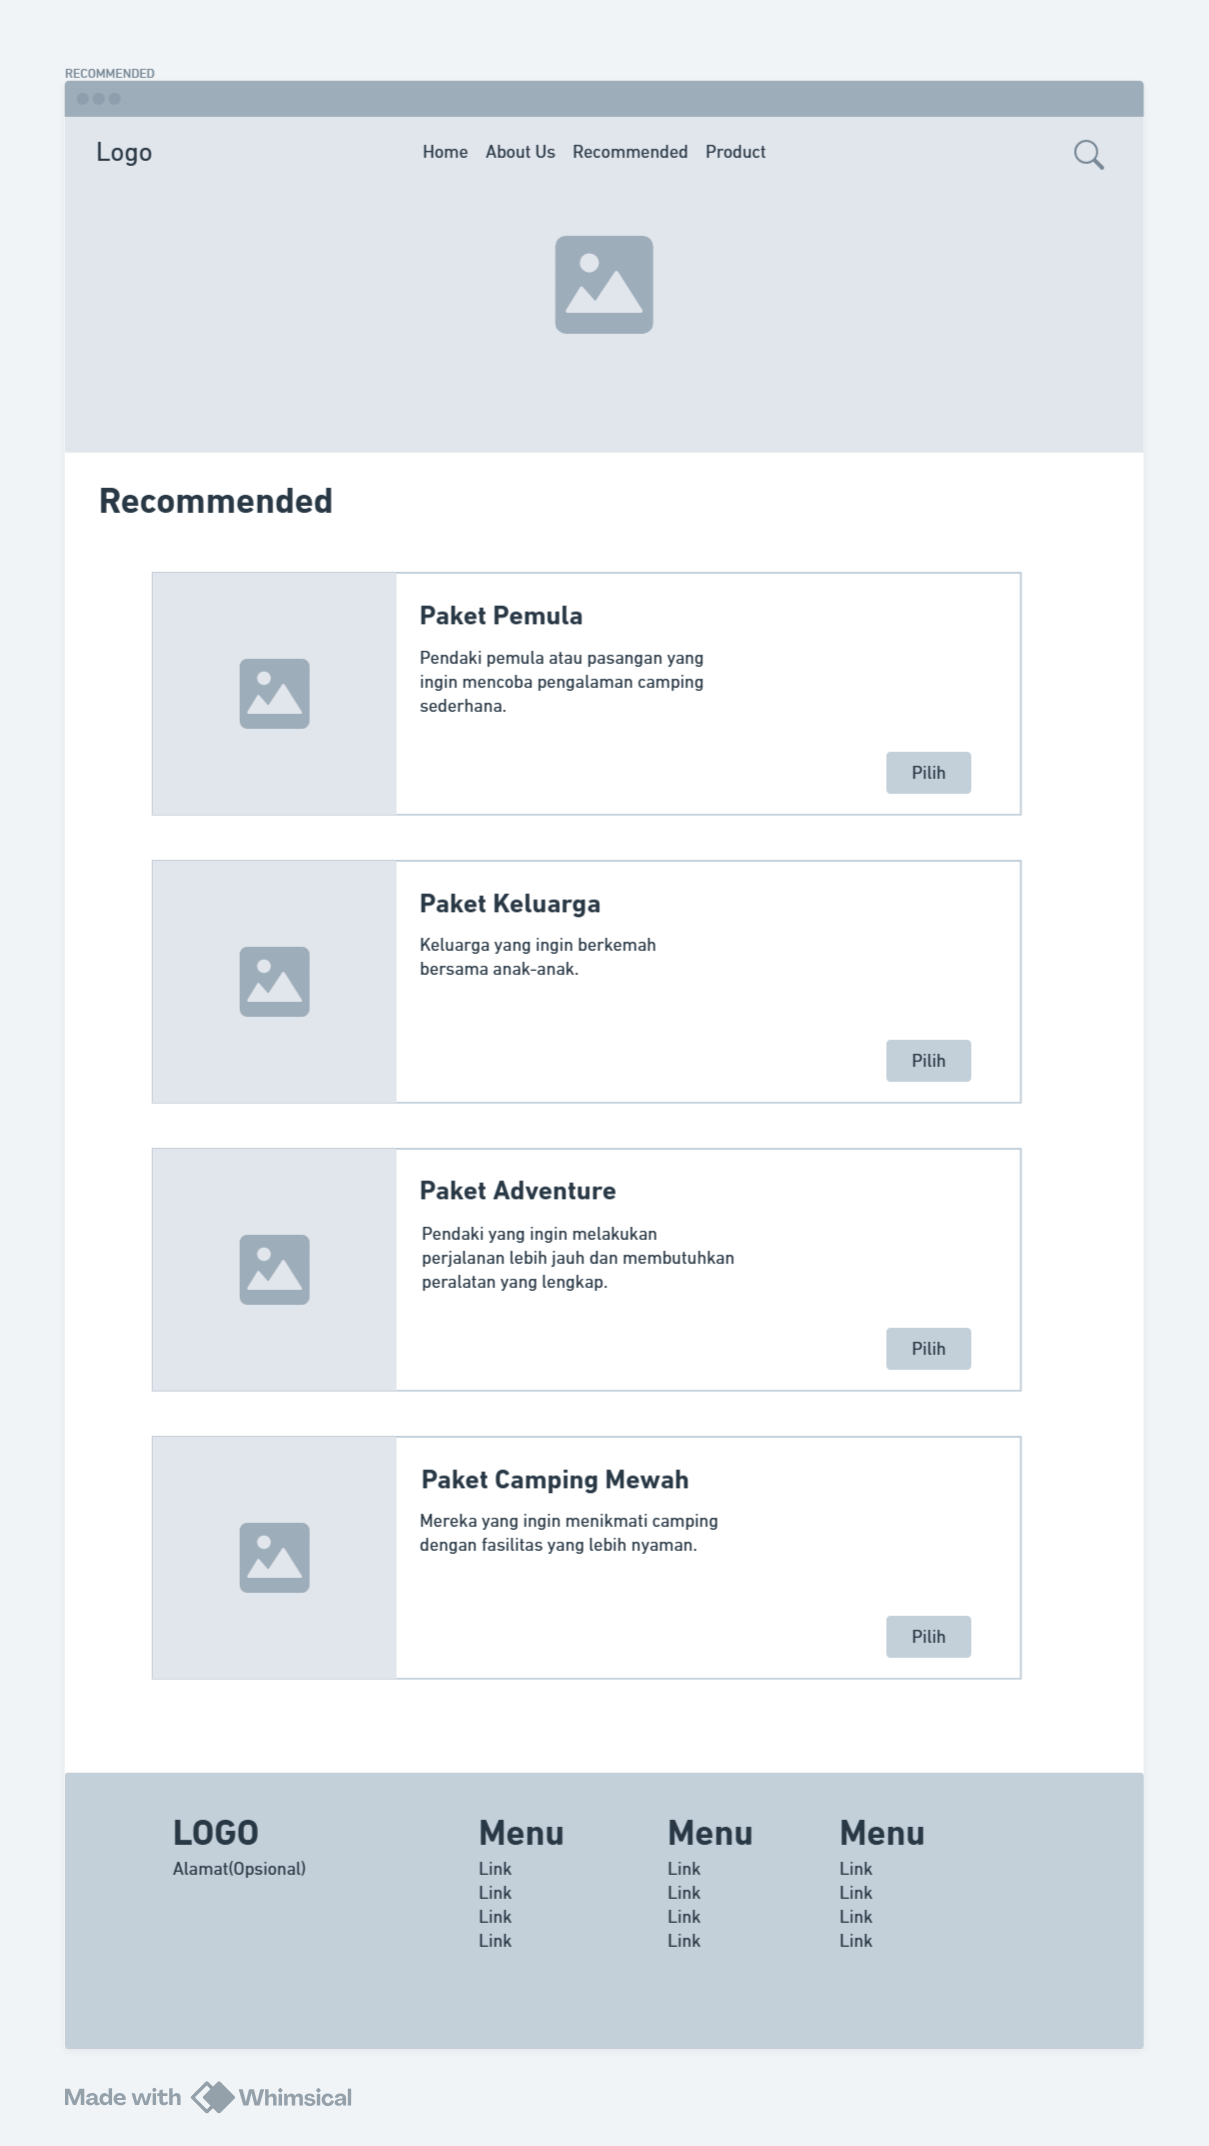 RECOMMENDED
Logo
Home About Us Recommended Product
Recommended
Paket Pemula
Pendaki pemula atau pasangan yang
ingin mencoba pengalaman camping
sederhana.
Pilih
Paket Keluarga
Keluarga yang ingin berkemah
bersama anak-anak.
Pilih
Paket Adventure
Pendaki yang ingin melakukan
perjalanan lebih jauh dan membutuhkan
peralatan yang lengkap.
Pilih
Paket Camping Mewah
Mereka yang ingin menikmati camping
dengan fasilitas yang lebih nyaman.
Pilih
LOGO
Alamat(Opsional)
Menu
Link
Link
Link
Link
Menu
Link
Link
Link
Link
Menu
Link
Link
Link
Link
Made with Whimsical